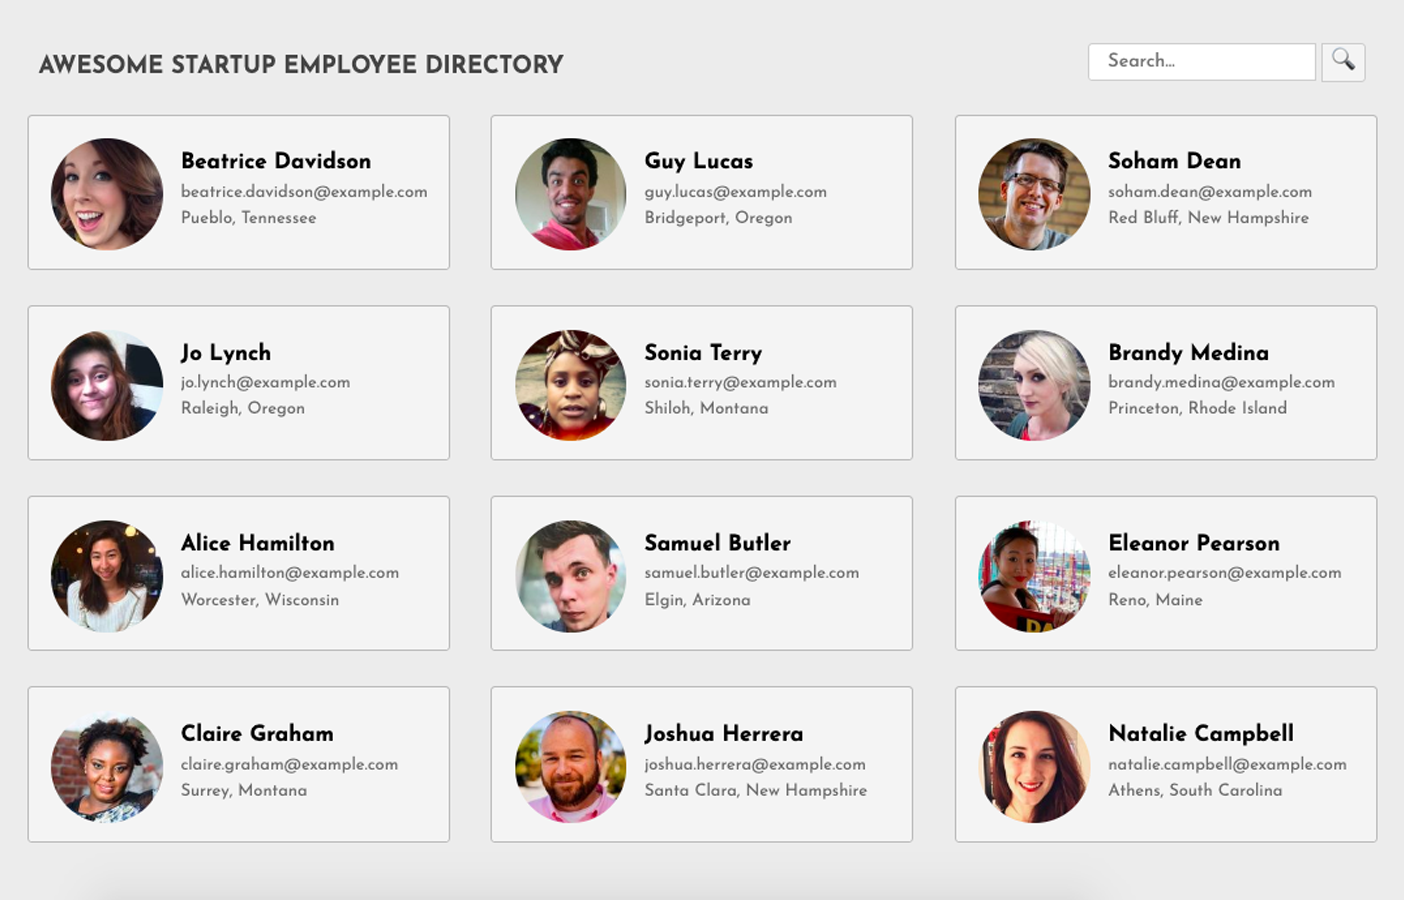 AWESOME STARTUP EMPLOYEE DIRECTORY
Search...
Beatrice Davidson
beatrice.davidson@example.com
Pueblo, Tennessee
Guy Lucas
guy.lucas@example.com
Bridgeport, Oregon
Soham Dean
soham.dean@example.com
Red Bluff, New Hampshire
Jo Lynch
jo.lynch@example.com
Raleigh, Oregon
Sonia Terry
sonia.terry@example.com
Shiloh, Montana
Brandy Medina
brandy.medina@example.com
Princeton, Rhode Island
Alice Hamilton
alice.hamilton@example.com
Worcester, Wisconsin
Samuel Butler
samuel.butler@example.com
Elgin, Arizona
Eleanor Pearson
eleanor.pearson@example.com
Reno, Maine
Claire Graham
claire.graham@example.com
Surrey, Montana
Joshua Herrera
joshua.herrera@example.com
Santa Clara, New Hampshire
Natalie Campbell
natalie.campbell@example.com
Athens, South Carolina